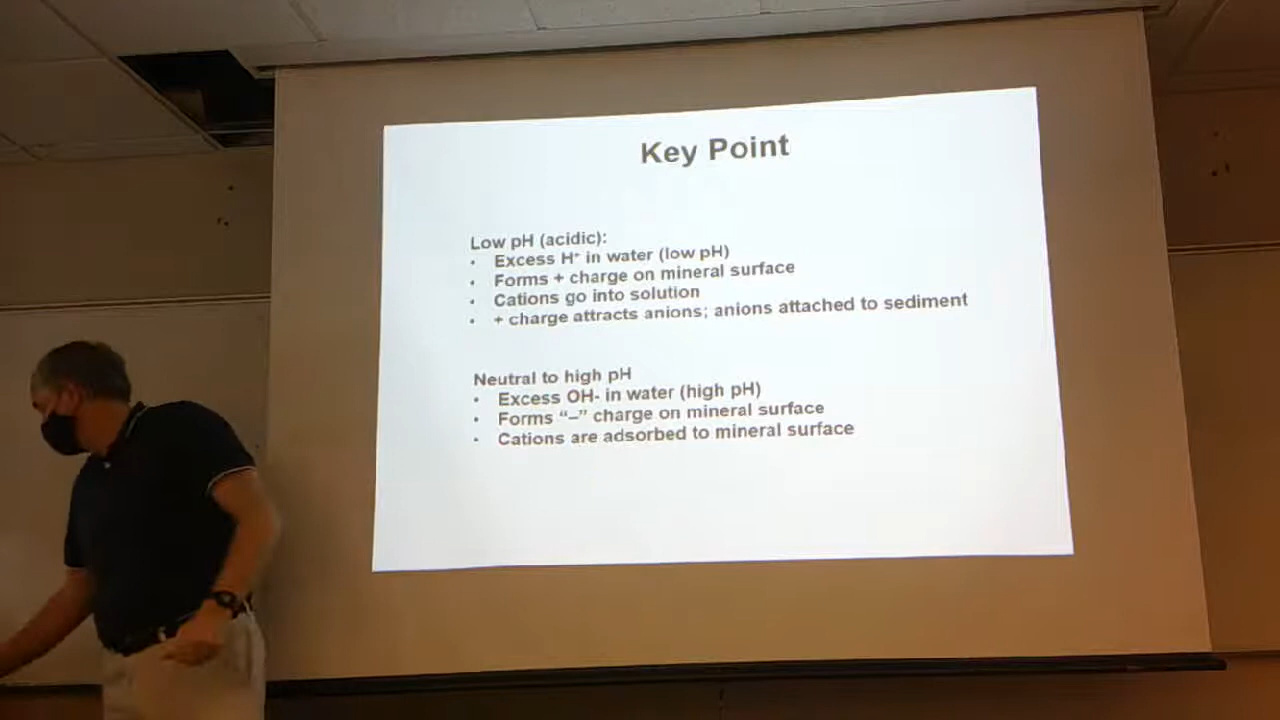 Key Point
Low pH (acidic):
• Excess H⁺ in water (low pH)
• Forms + charge on mineral surface
• Cations go into solution
• + charge attracts anions; anions attached to sediment
Neutral to high pH
• Excess OH- in water (high pH)
• Forms “–” charge on mineral surface
• Cations are adsorbed to mineral surface